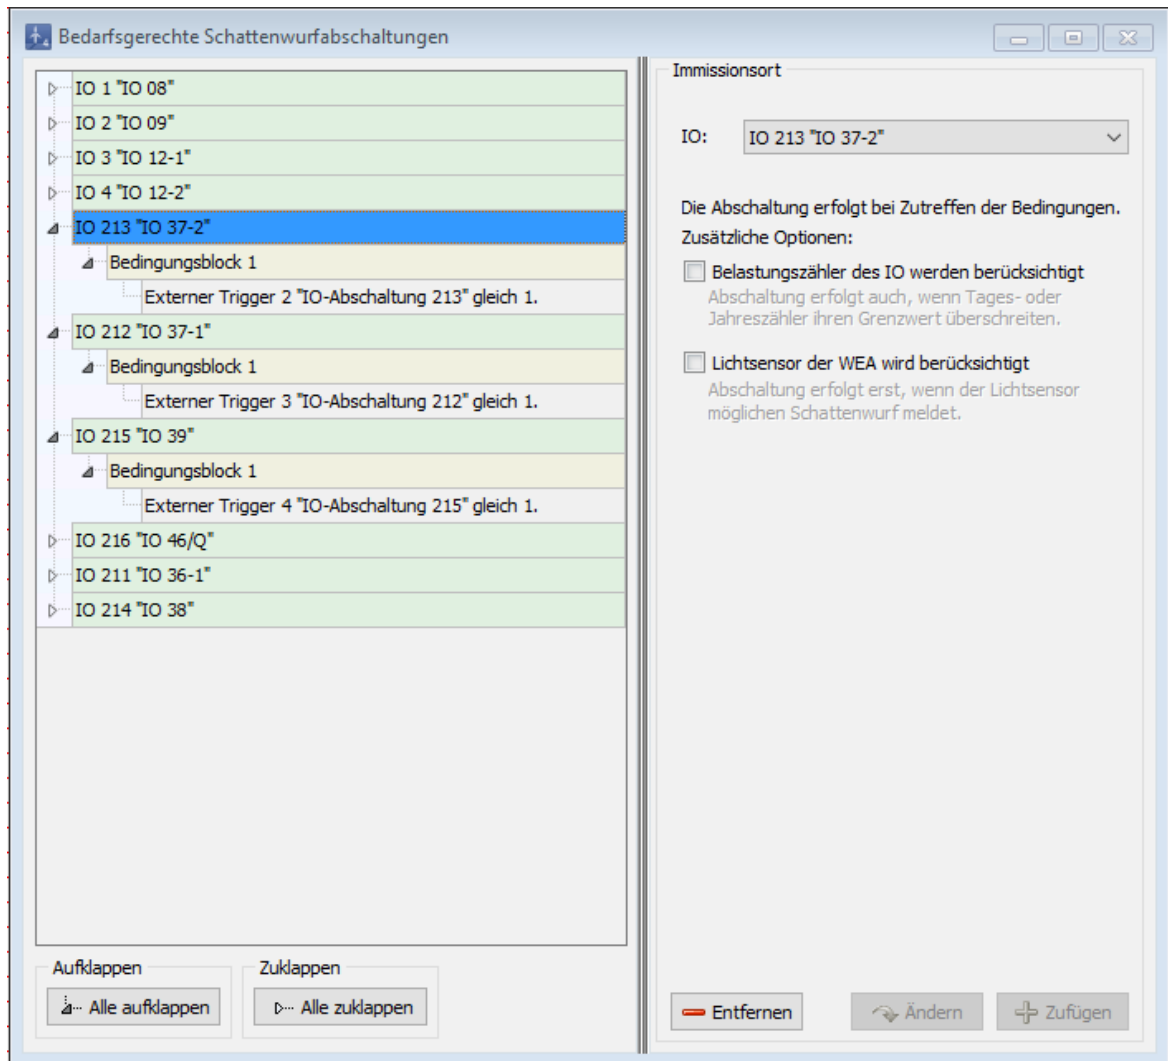 Bedarfsgerechte Schattenwurfabschaltungen
IO 1 "IO 08"
IO 2 "IO 09"
IO 3 "IO 12-1"
IO 4 "IO 12-2"
IO 213 "IO 37-2"
Bedingungsblock 1
Externer Trigger 2 "IO-Abschaltung 213" gleich 1.
IO 212 "IO 37-1"
Bedingungsblock 1
Externer Trigger 3 "IO-Abschaltung 212" gleich 1.
IO 215 "IO 39"
Bedingungsblock 1
Externer Trigger 4 "IO-Abschaltung 215" gleich 1.
IO 216 "IO 46/Q"
IO 211 "IO 36-1"
IO 214 "IO 38"
Aufklappen
Alle aufklappen
Zuklappen
Alle zuklappen
Immissionsort
IO: IO 213 "IO 37-2"
Die Abschaltung erfolgt bei Zutreffen der Bedingungen.
Zusätzliche Optionen:
Belastungszähler des IO werden berücksichtigt
Abschaltung erfolgt auch, wenn Tages- oder
Jahreszähler ihren Grenzwert überschreiten.
Lichtsensor der WEA wird berücksichtigt
Abschaltung erfolgt erst, wenn der Lichtsensor
möglichen Schattenwurf meldet.
Entfernen
Ändern
Zufügen